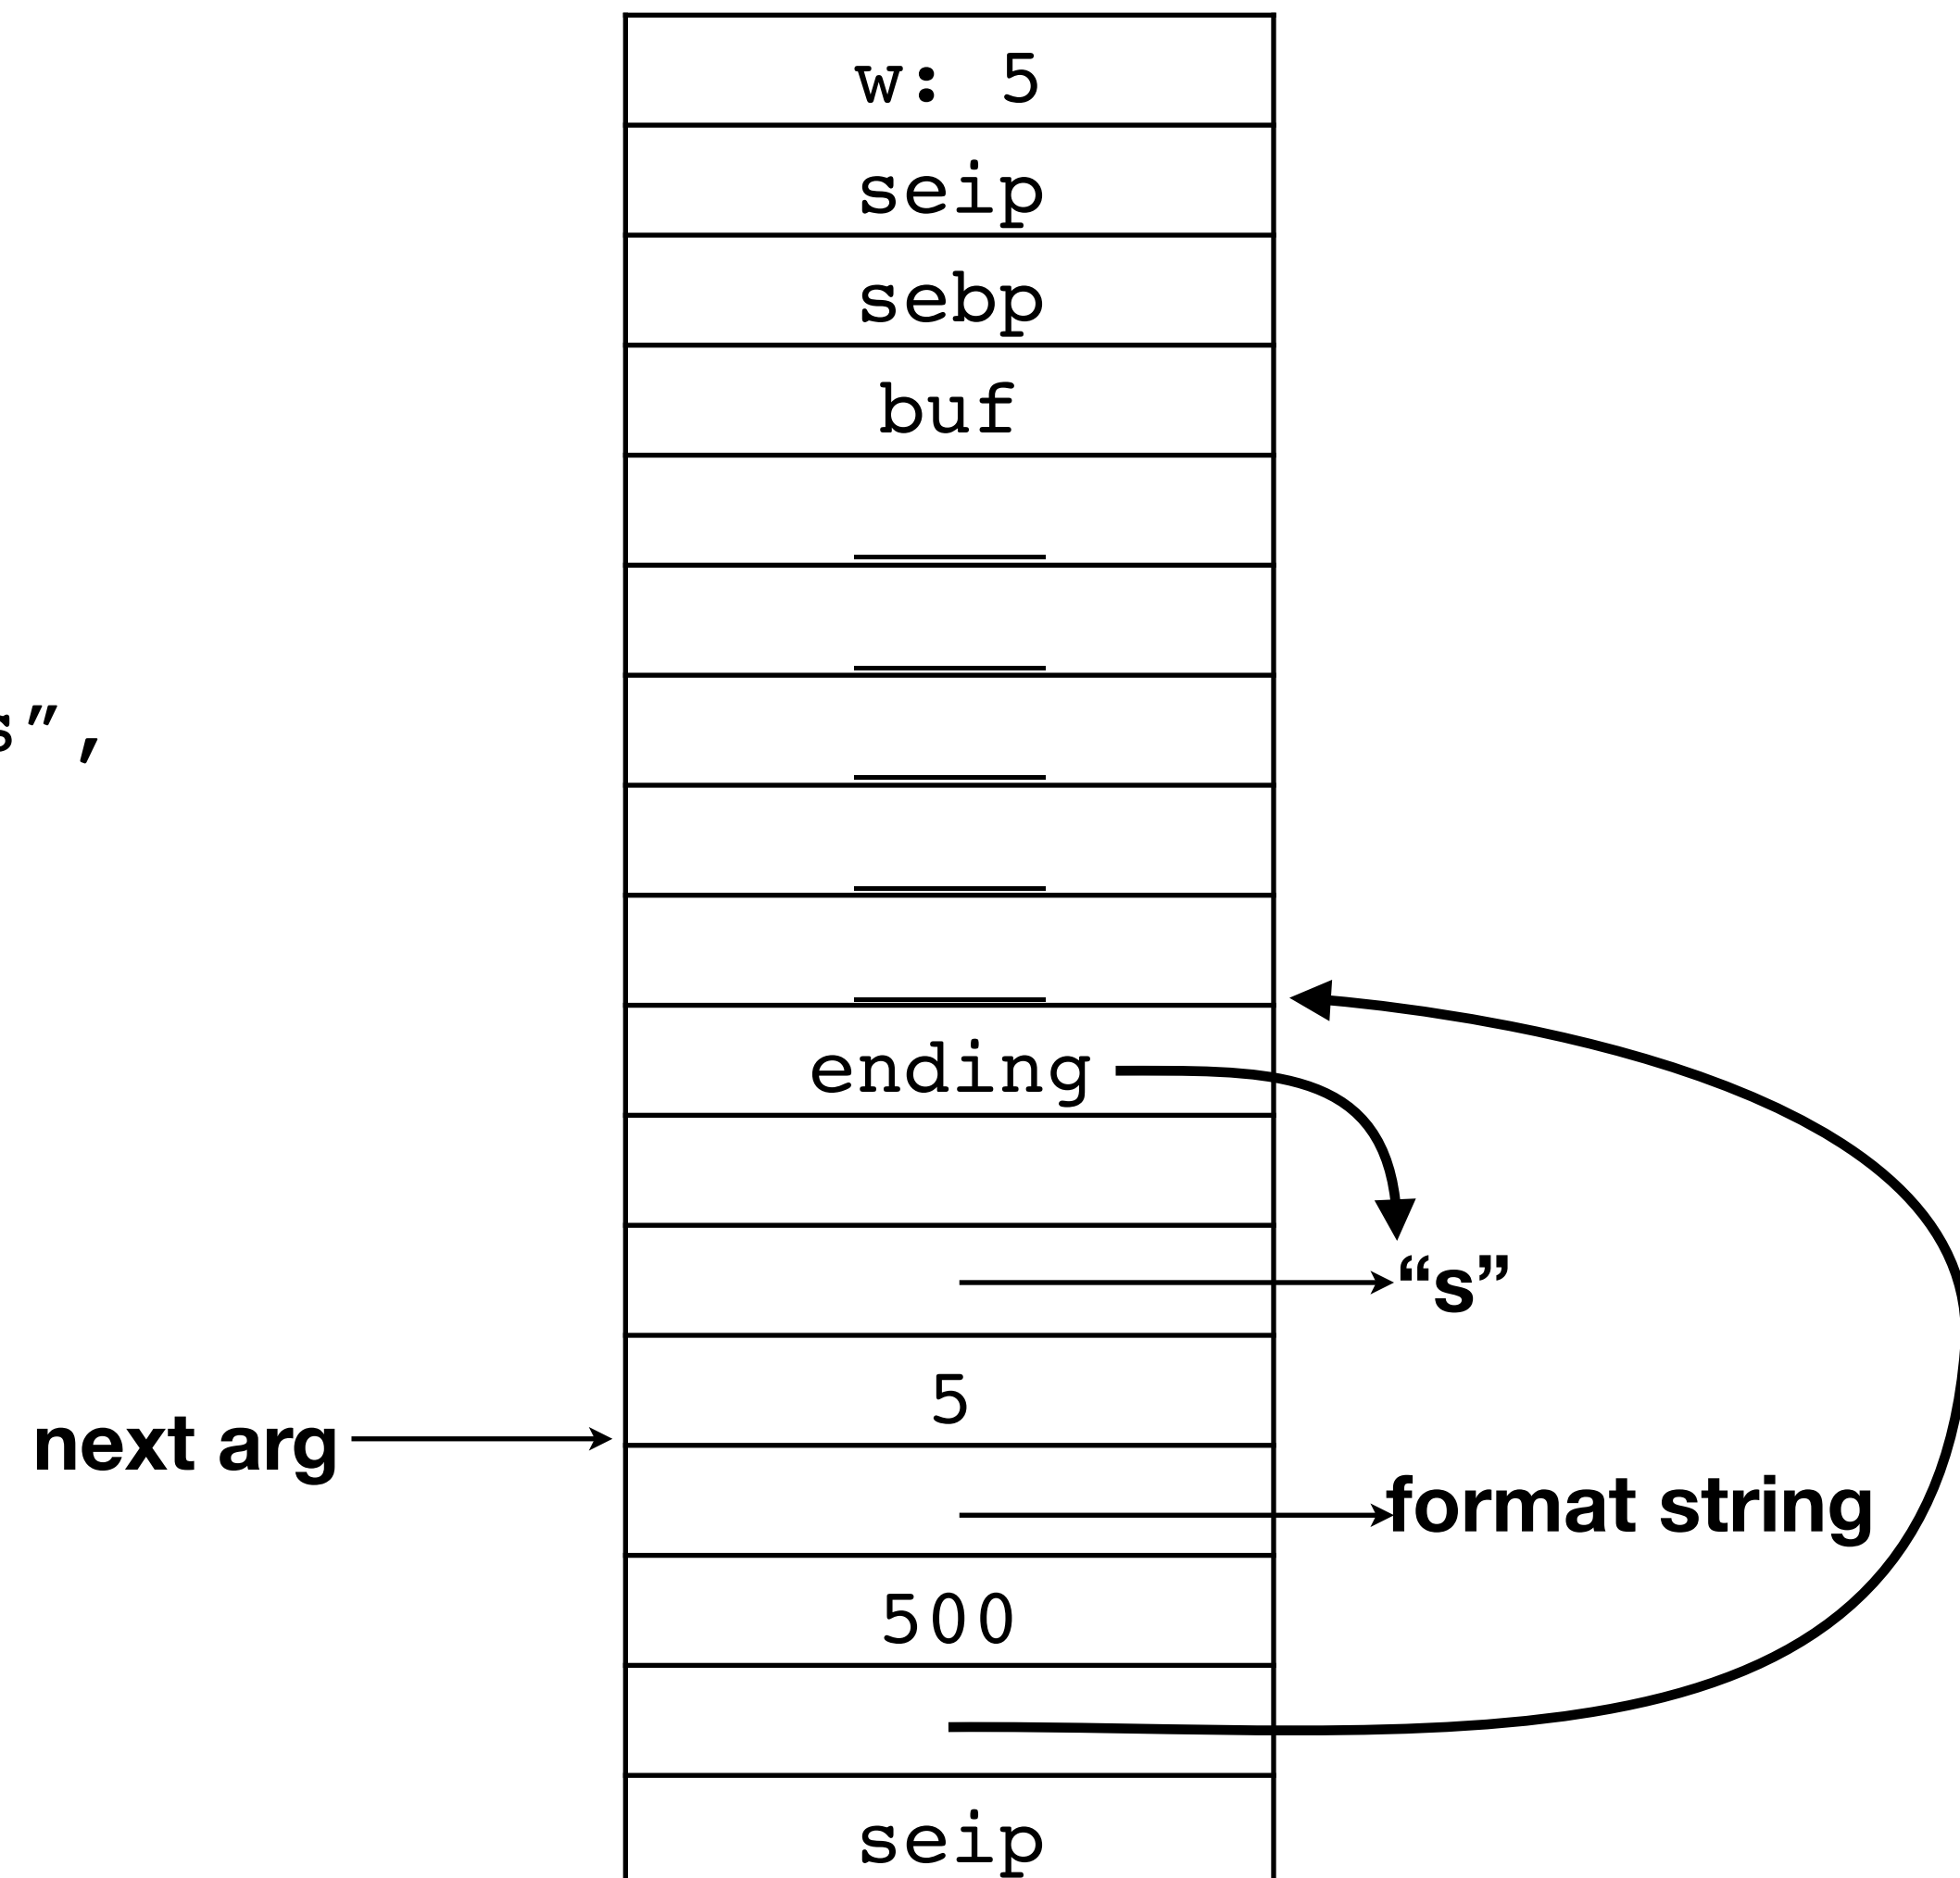 w: 5
seip
sebp
buf
s”,
ending
“s”
5
next arg
format string
500
seip